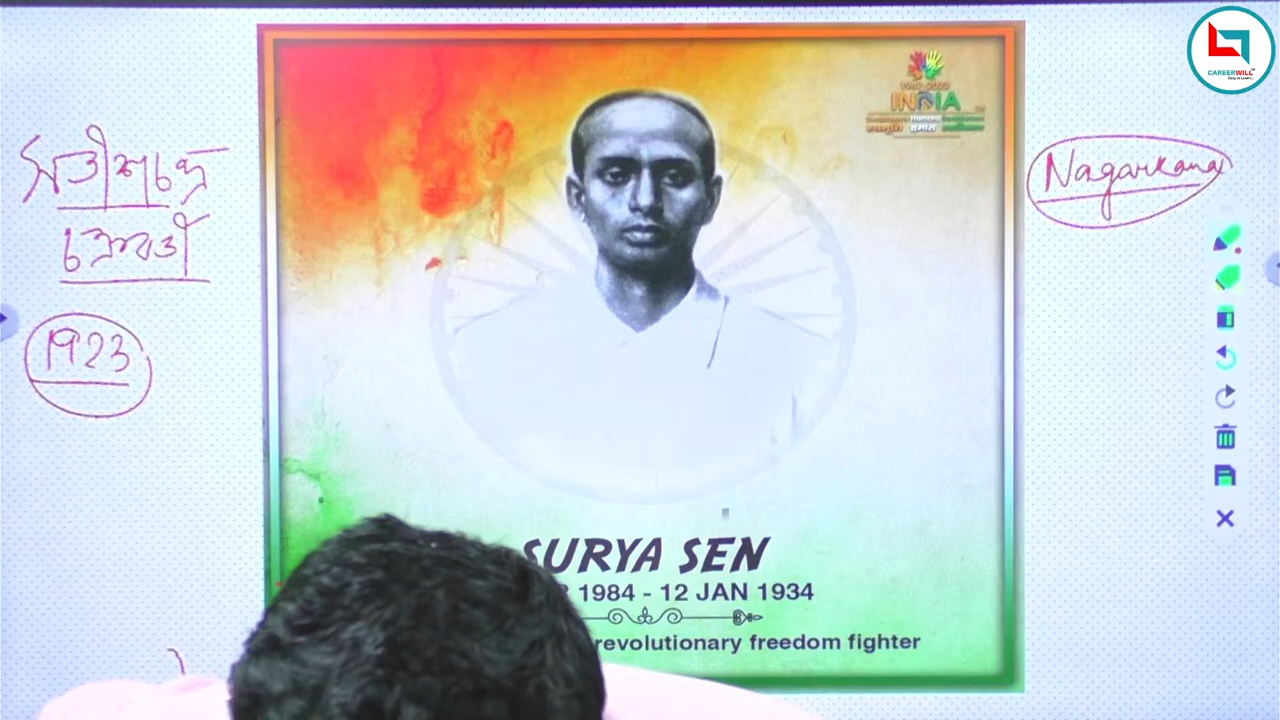 CAREERWILL
INDIA
সতীশচন্দ্র
চক্রবর্তী
1923
Nagarkana
SURYA SEN
1984 - 12 JAN 1934
revolutionary freedom fighter